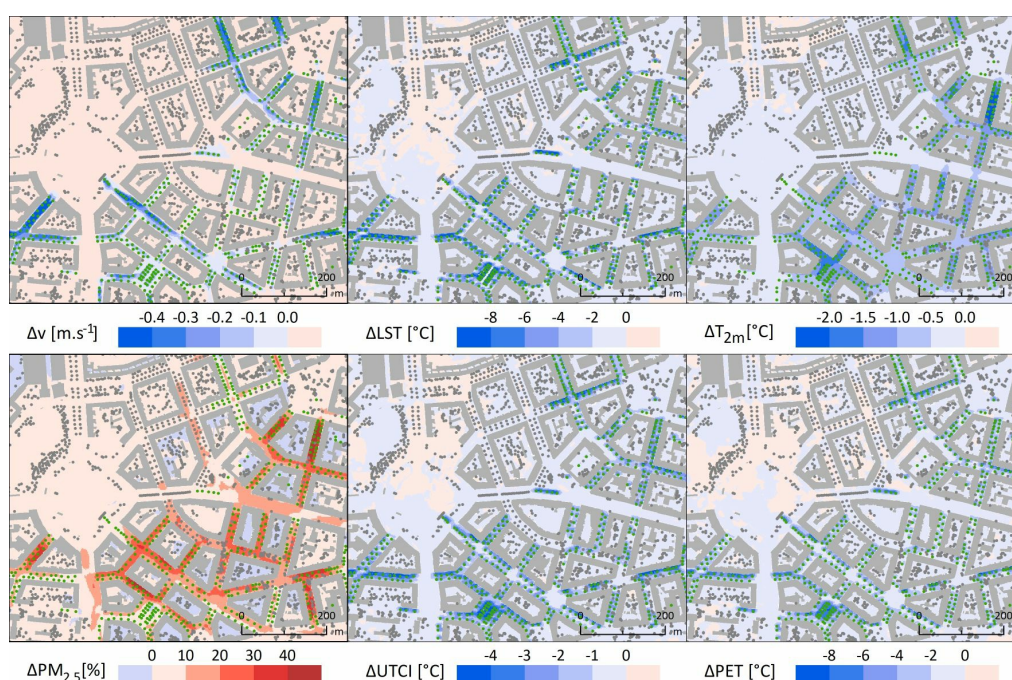 0 200
m
0 200
m
0 200
m
Δv [m.s⁻¹] -0.4 -0.3 -0.2 -0.1 0.0
ΔLST [°C] -8 -6 -4 -2 0
ΔT₂ₘ[°C] -2.0 -1.5 -1.0 -0.5 0.0
0 200
m
0 200
m
0 200
m
ΔPM₂.₅[%] 0 10 20 30 40
ΔUTCI [°C] -4 -3 -2 -1 0
ΔPET [°C] -8 -6 -4 -2 0